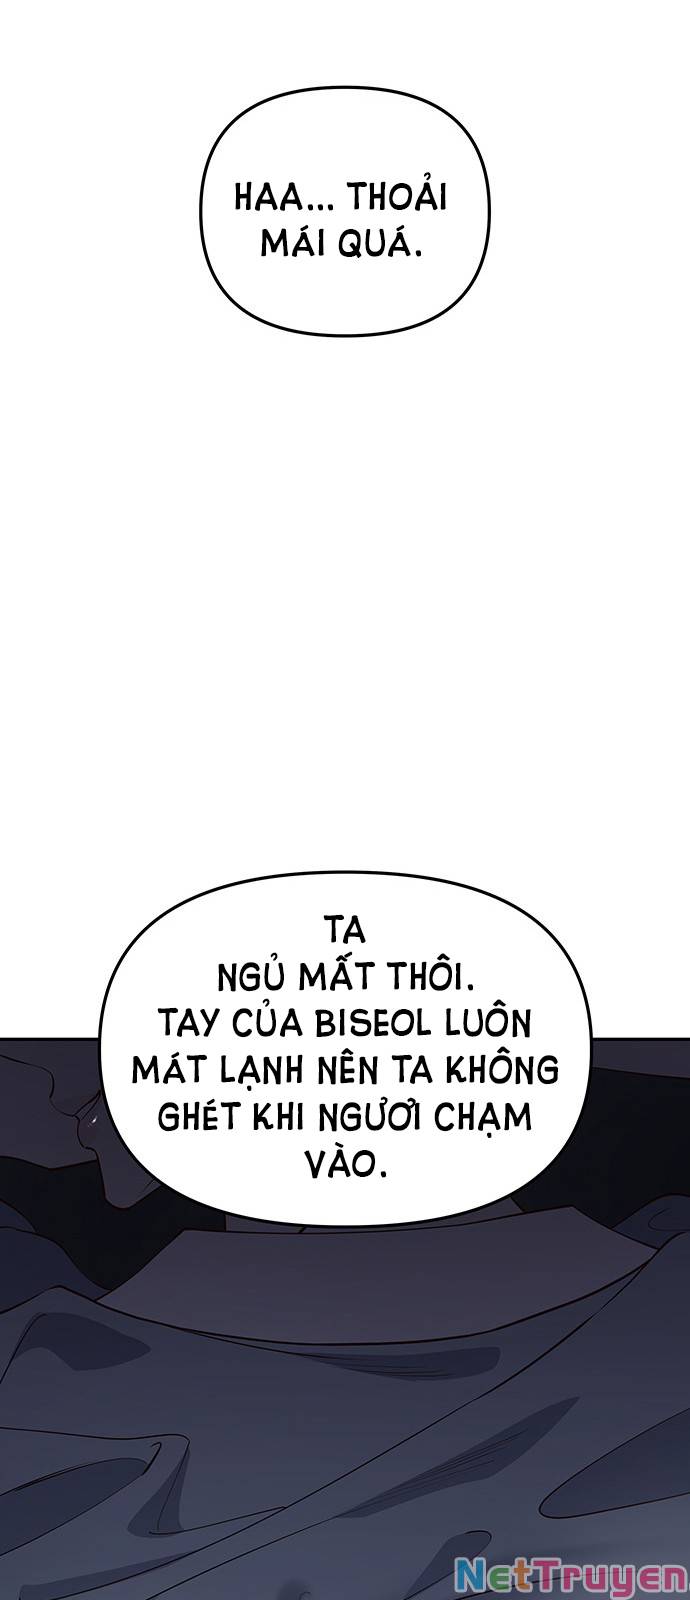 HAA... THOẢI
MÁI QUÁ.
TA
NGỦ MẤT THÔI.
TAY CỦA BISEOL LUÔN
MÁT LẠNH NÊN TA KHÔNG
GHÉT KHI NGƯƠI CHẠM
VÀO.
NetTruyen